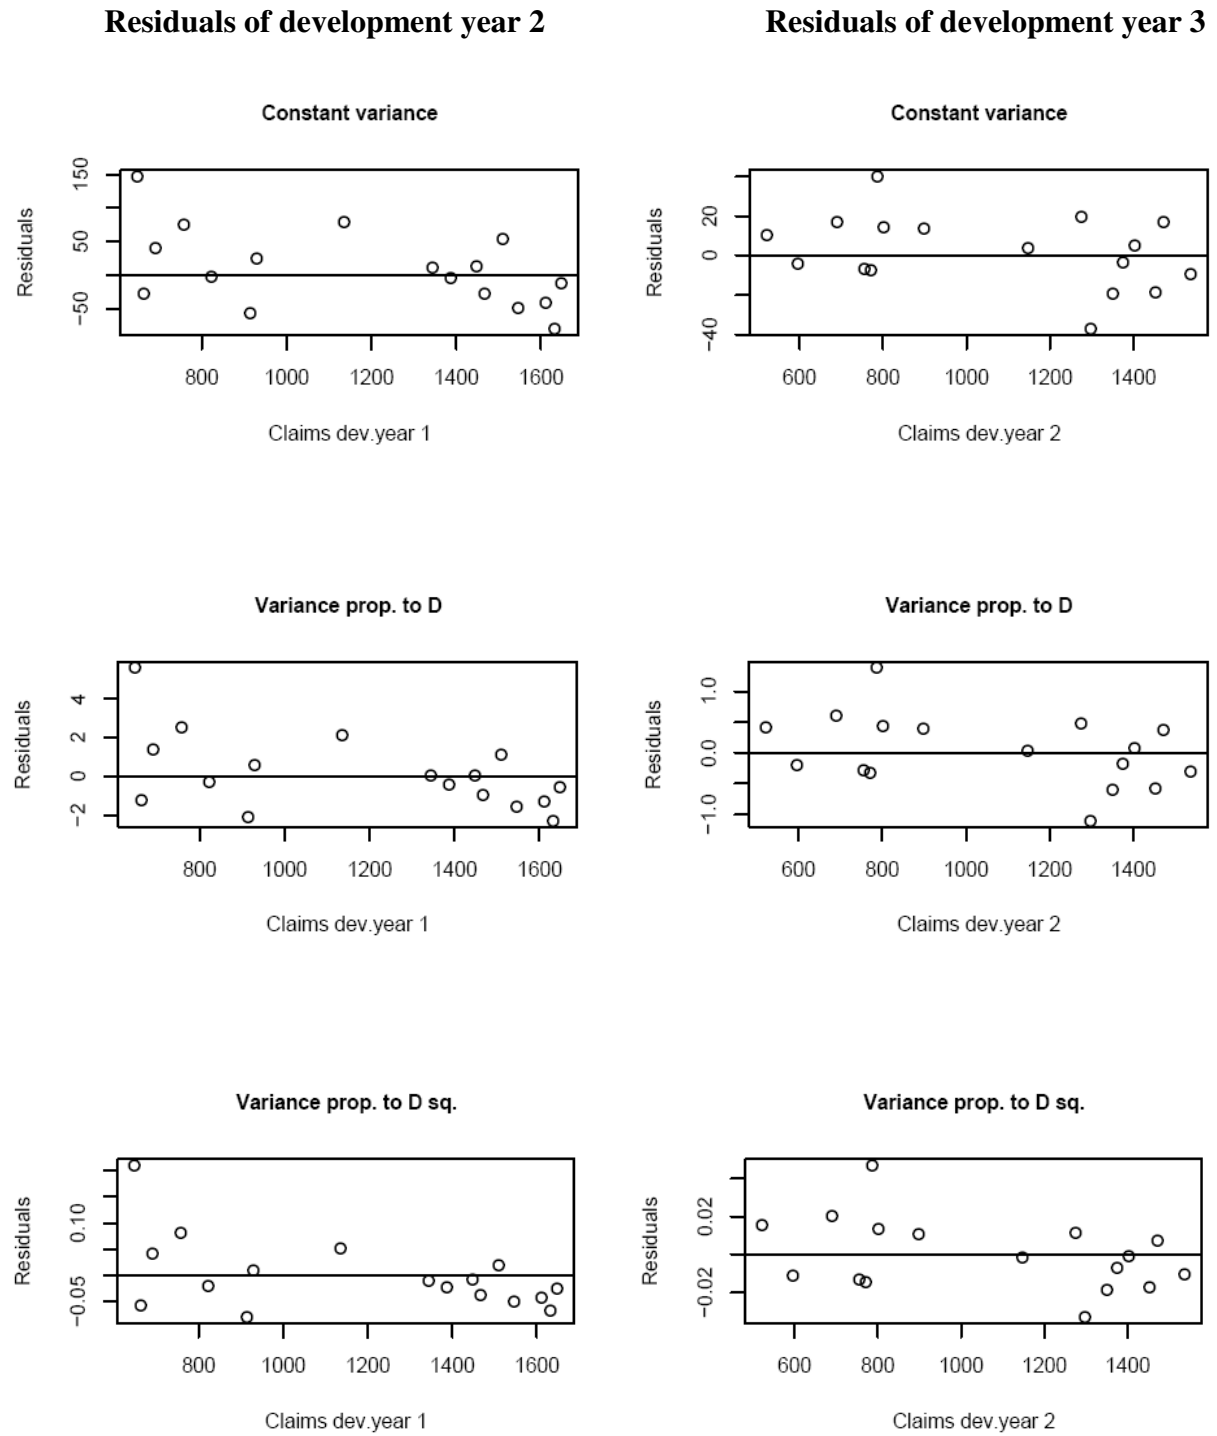 Residuals of development year 2
Residuals of development year 3
Constant variance
Residuals
150
50
−50
800 1000 1200 1400 1600
Claims dev.year 1
Constant variance
Residuals
20
0
−40
600 800 1000 1200 1400
Claims dev.year 2
Variance prop. to D
Residuals
4
2
0
−2
800 1000 1200 1400 1600
Claims dev.year 1
Variance prop. to D
Residuals
1.0
0.0
−1.0
600 800 1000 1200 1400
Claims dev.year 2
Variance prop. to D sq.
Residuals
0.10
−0.05
800 1000 1200 1400 1600
Claims dev.year 1
Variance prop. to D sq.
Residuals
0.02
−0.02
600 800 1000 1200 1400
Claims dev.year 2